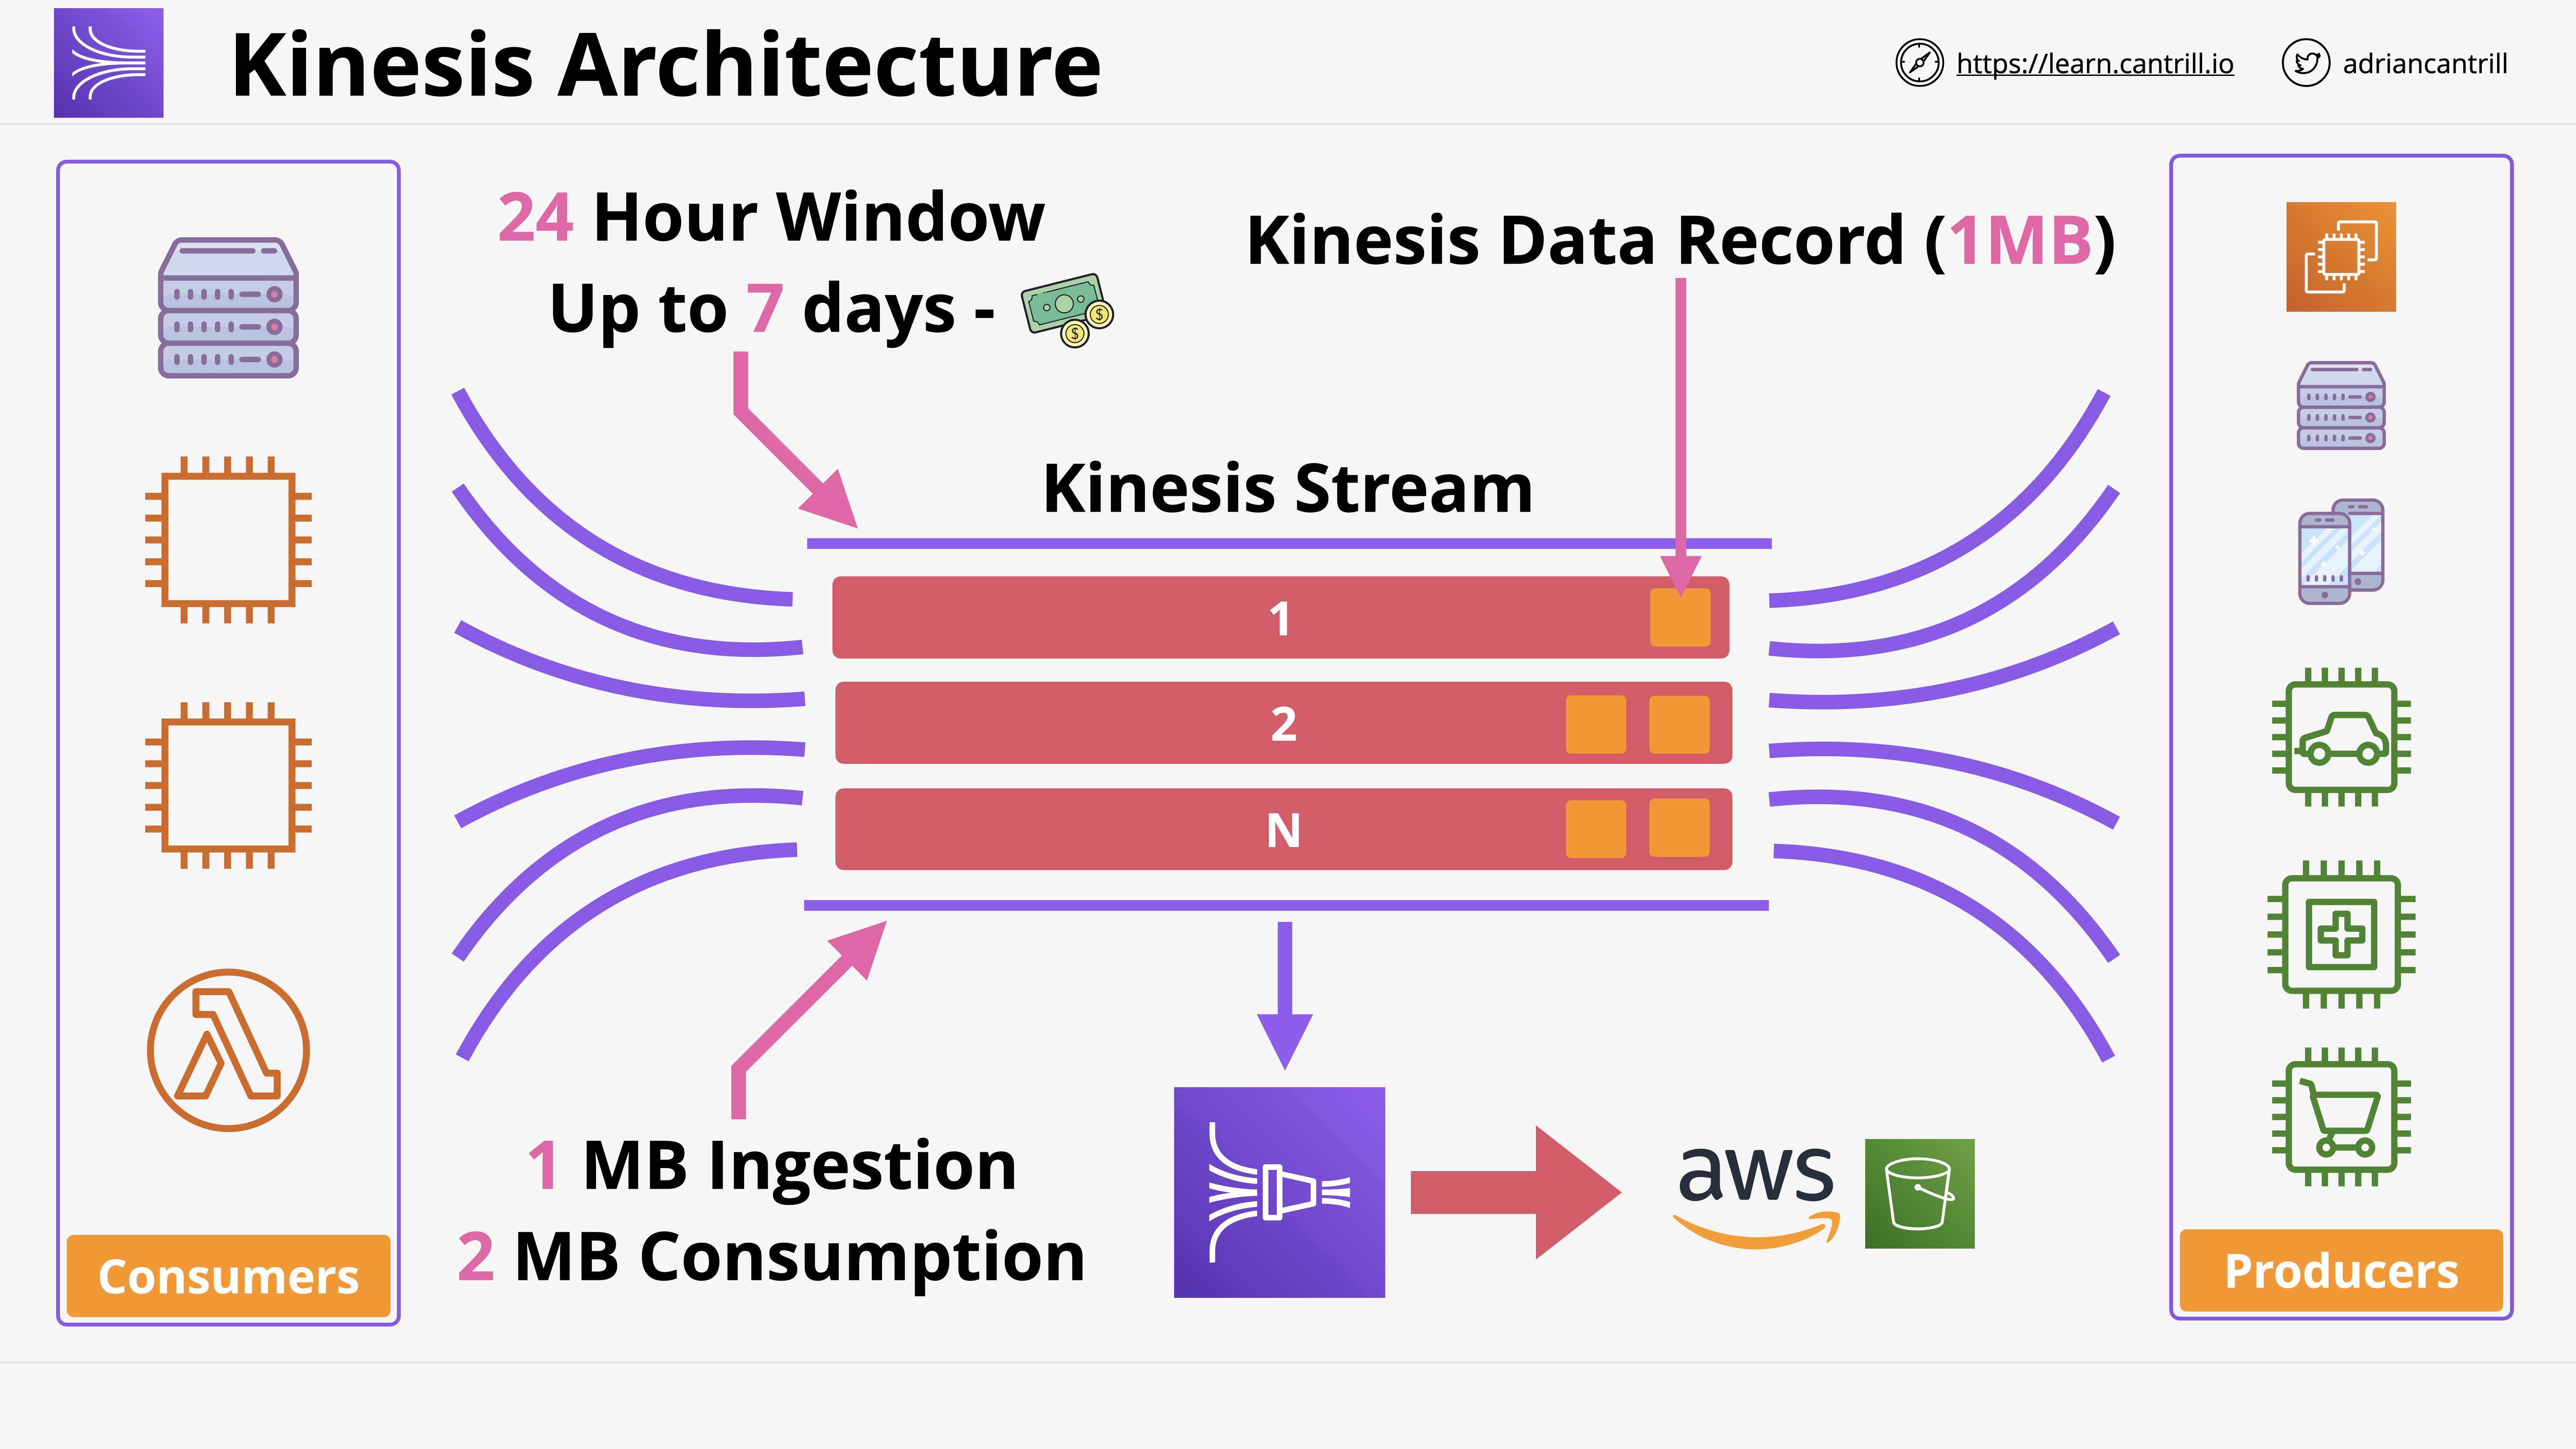 Kinesis Architecture
https://learn.cantrill.io
adriancantrill
24 Hour Window
Up to 7 days -
$
$
Kinesis Data Record (1MB)
Kinesis Stream
1
2
N
1 MB Ingestion
2 MB Consumption
aws
Consumers
Producers